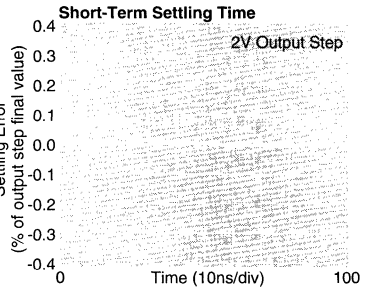 Short-Term Settling Time
0.4
2V Output Step
0.3
0.2
0.1
0.0
-0.1
-0.2
-0.3
-0.4
Settling Error
(% of output step final value)
0
Time (10ns/div)
100